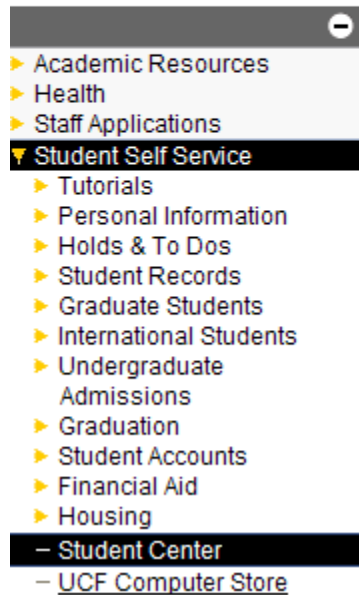 Academic Resources
Health
Staff Applications
Student Self Service
Tutorials
Personal Information
Holds & To Dos
Student Records
Graduate Students
International Students
Undergraduate
Admissions
Graduation
Student Accounts
Financial Aid
Housing
– Student Center
– UCF Computer Store